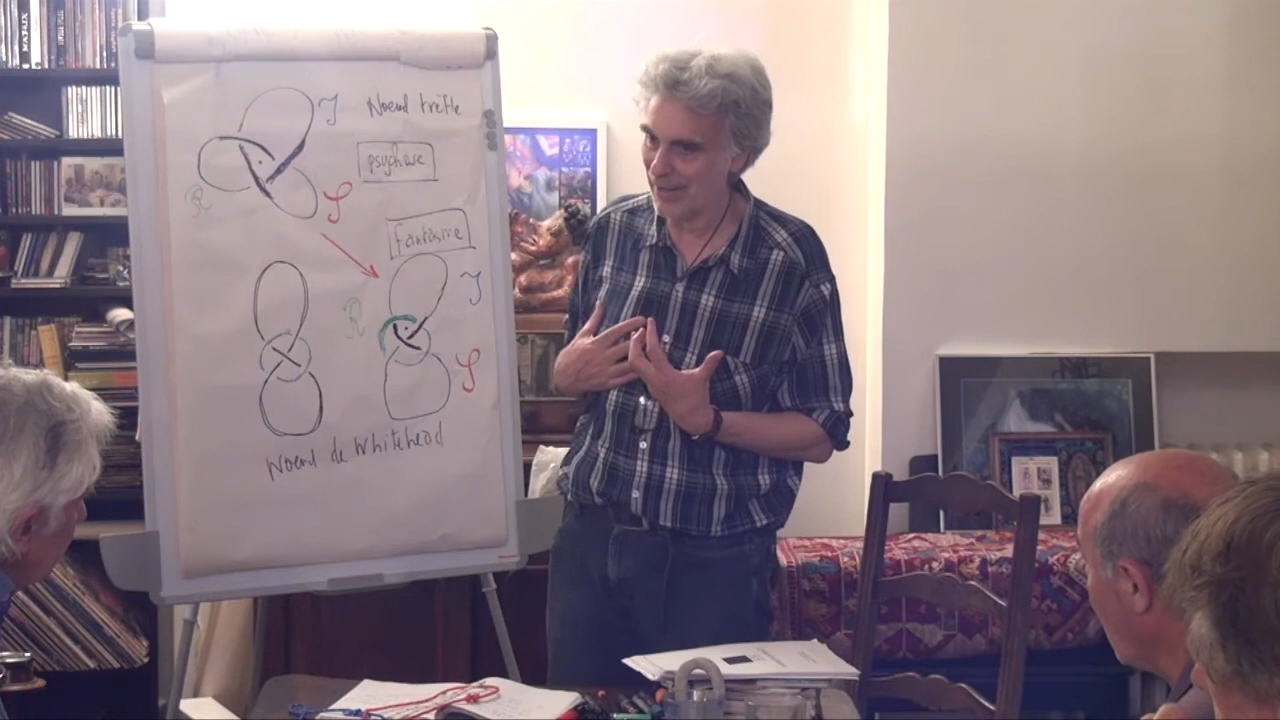 I Noeud trèfle
psychose
R
S
fantasme
I
R
S
Noeud de Whitehead